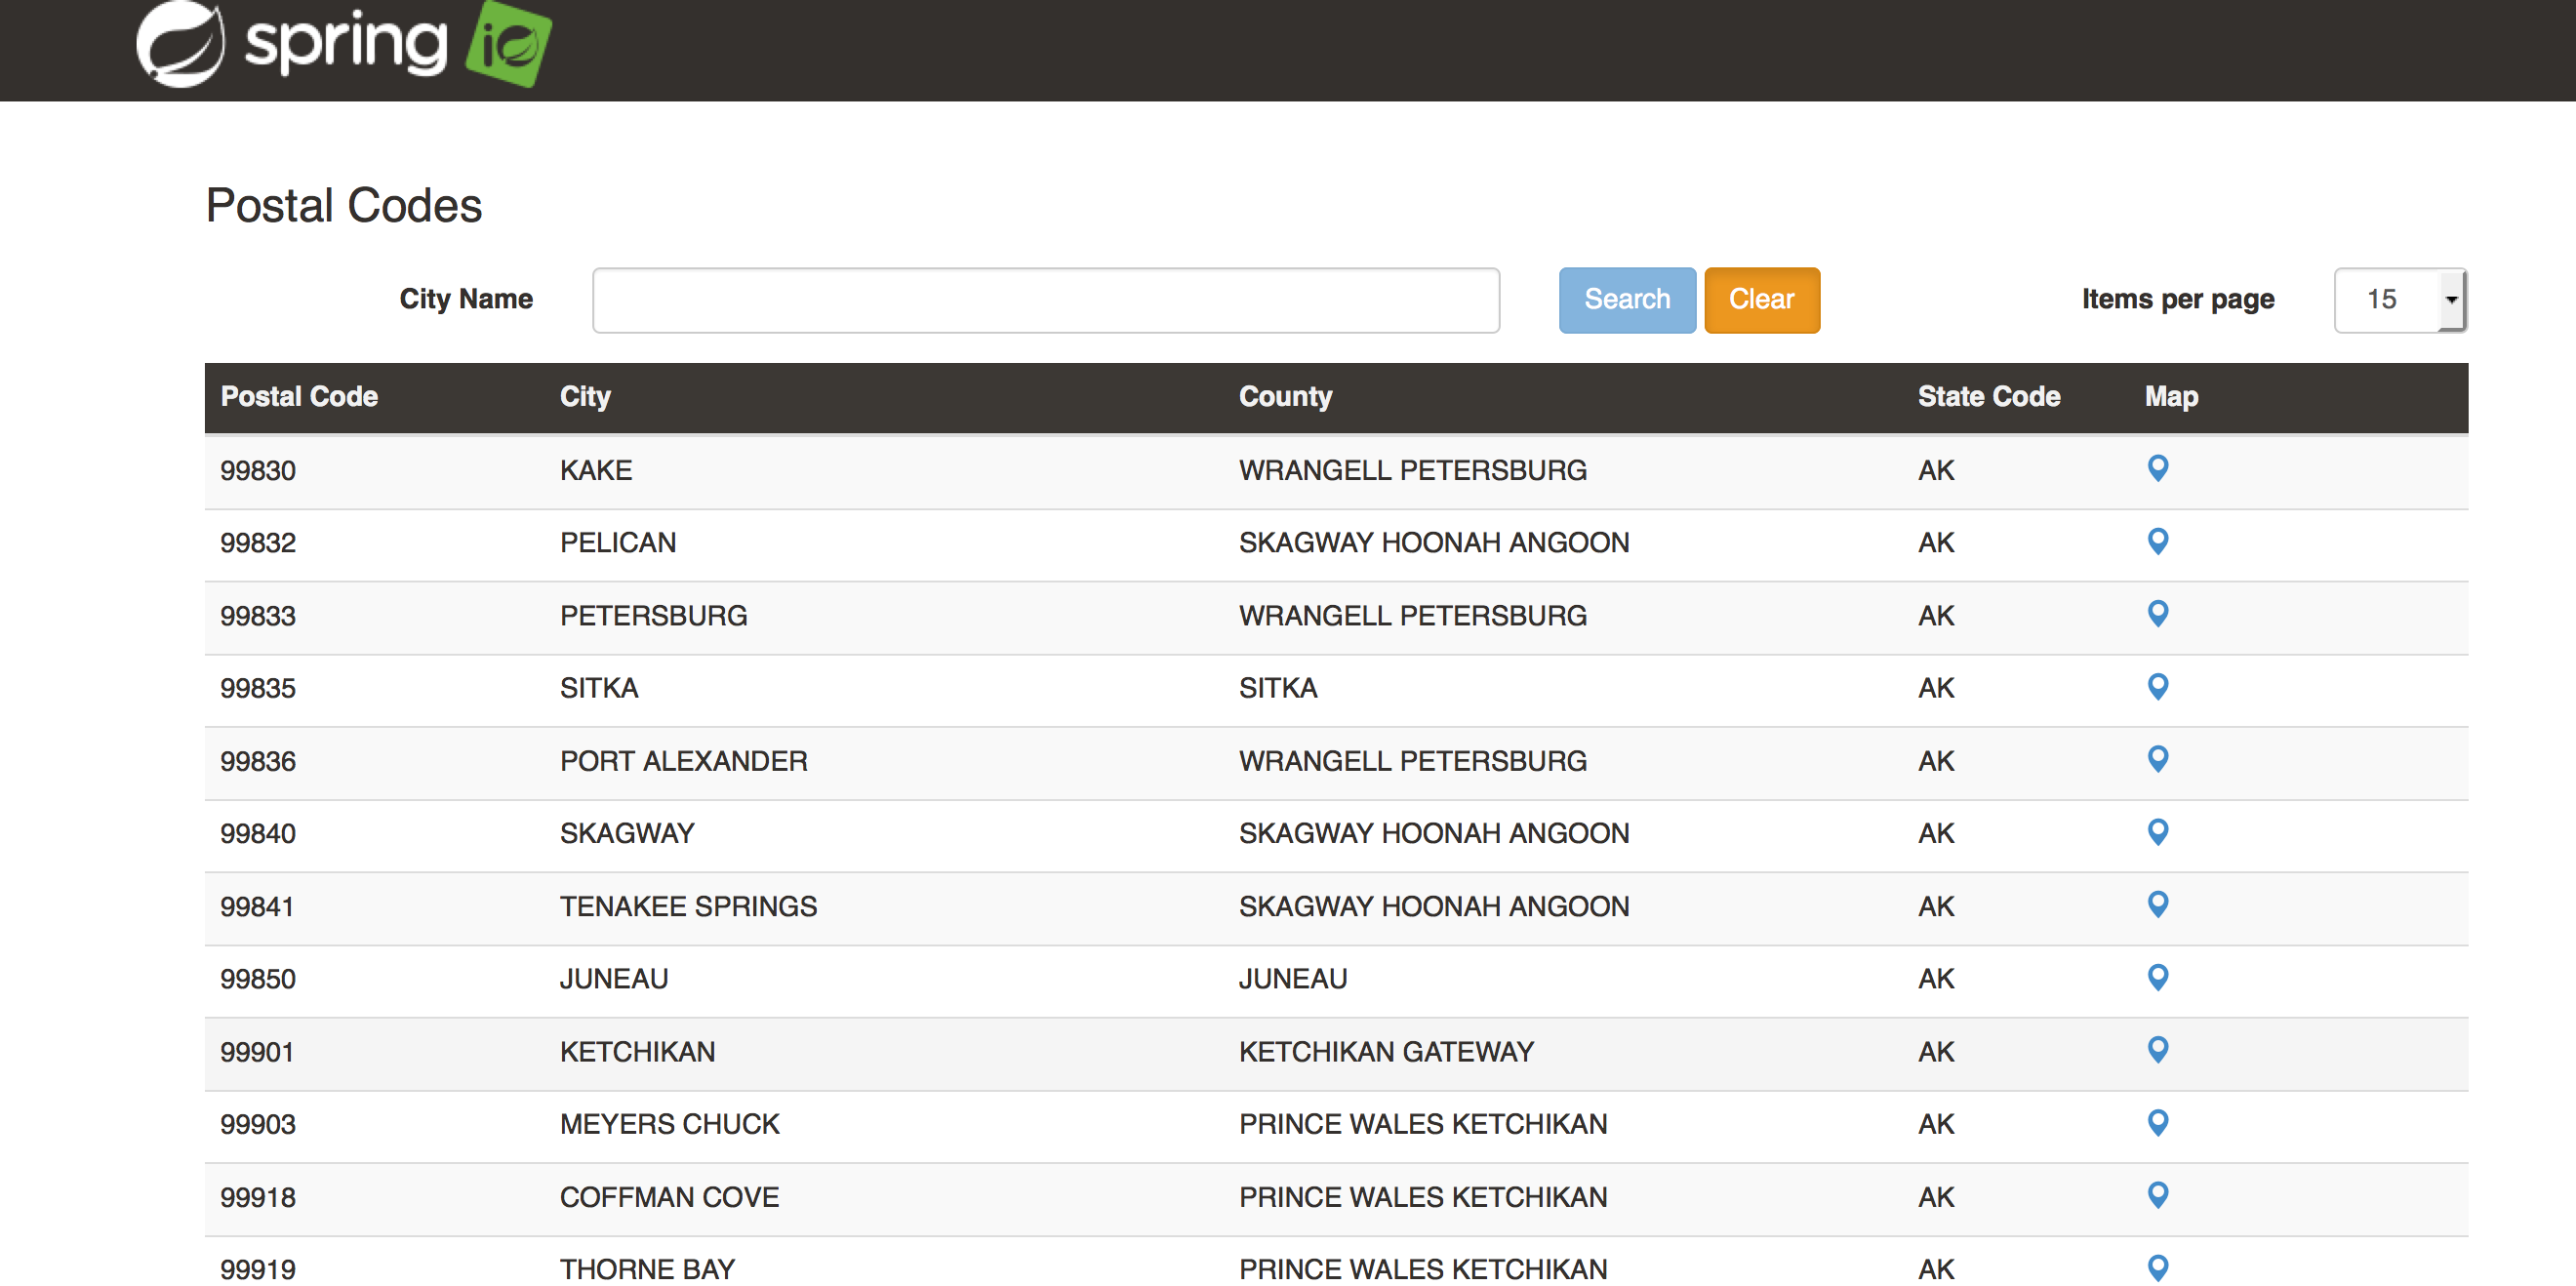 spring io
Postal Codes
City Name Search Clear Items per page 15
Postal Code City County State Code Map
99830 KAKE WRANGELL PETERSBURG AK
99832 PELICAN SKAGWAY HOONAH ANGOON AK
99833 PETERSBURG WRANGELL PETERSBURG AK
99835 SITKA SITKA AK
99836 PORT ALEXANDER WRANGELL PETERSBURG AK
99840 SKAGWAY SKAGWAY HOONAH ANGOON AK
99841 TENAKEE SPRINGS SKAGWAY HOONAH ANGOON AK
99850 JUNEAU JUNEAU AK
99901 KETCHIKAN KETCHIKAN GATEWAY AK
99903 MEYERS CHUCK PRINCE WALES KETCHIKAN AK
99918 COFFMAN COVE PRINCE WALES KETCHIKAN AK
99919 THORNE BAY PRINCE WALES KETCHIKAN AK